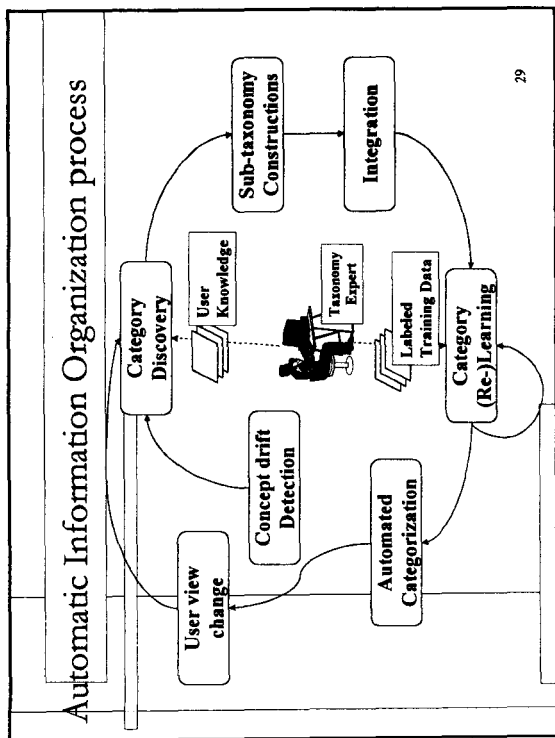 Automatic Information Organization process
Category
Discovery
User
Knowledge
Sub-taxonomy
Constructions
User view
change
Concept drift
Detection
Taxonomy
Expert
Integration
Automated
Categorization
Labeled
Training Data
Category
(Re-)Learning
29